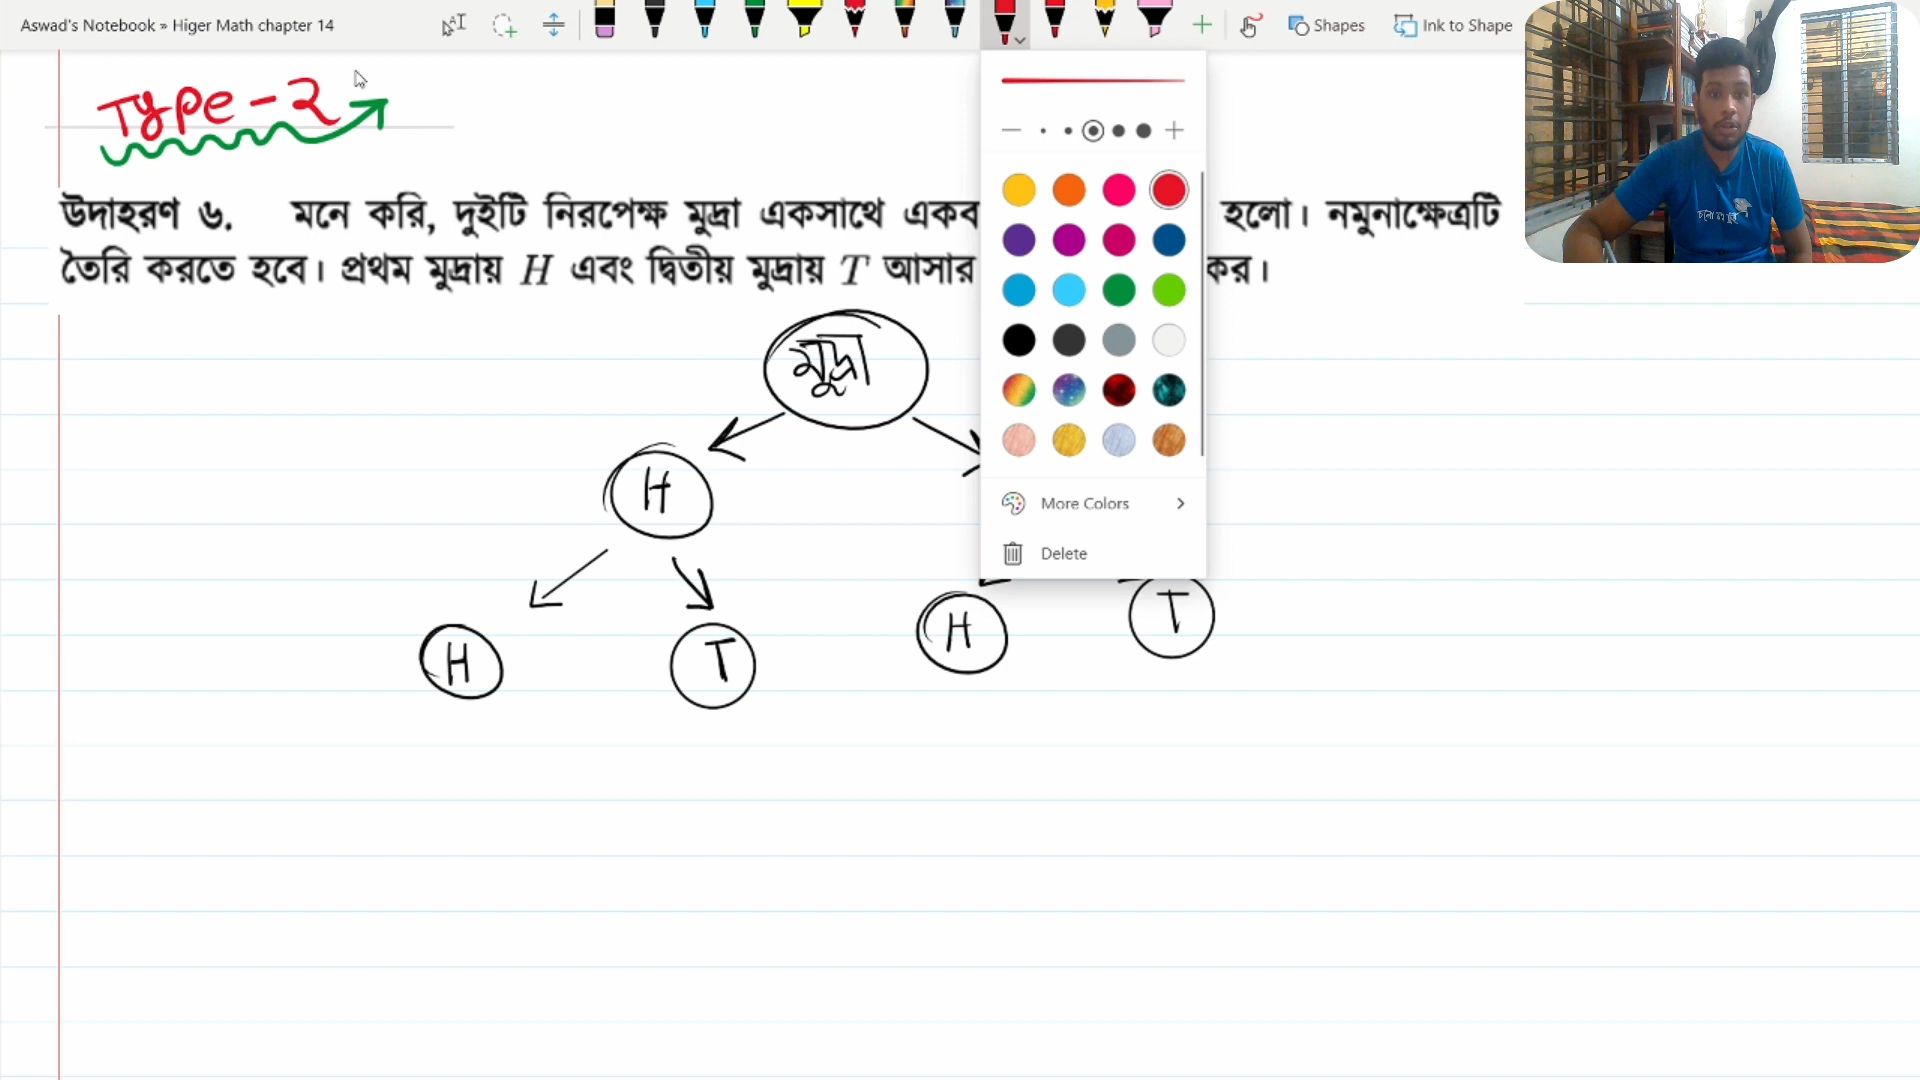 Aswad's Notebook » Higer Math chapter 14
Shapes
Ink to Shape
Type-2
উদাহরণ ৬. মনে করি, দুইটি নিরপেক্ষ মুদ্রা একসাথে একব হলো। নমুনাক্ষেত্রটি
তৈরি করতে হবে। প্রথম মুদ্রায় H এবং দ্বিতীয় মুদ্রায় T আসার কর।
মুদ্রা
H
H T H T
More Colors
Delete